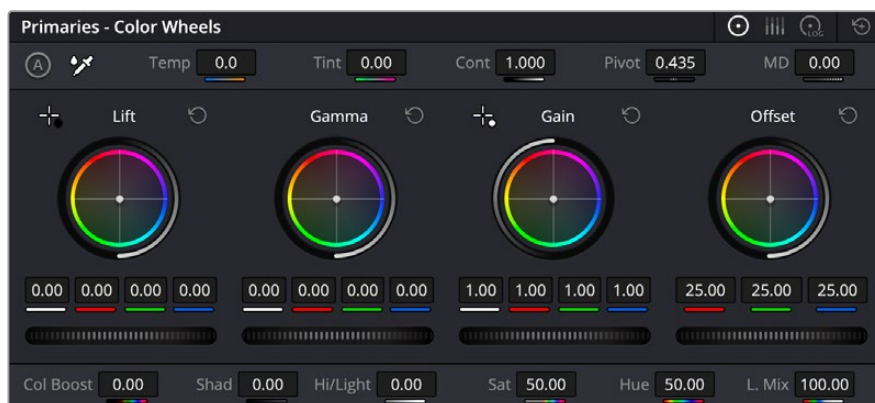 Primaries - Color Wheels
LOG
A Temp 0.0 Tint 0.00 Cont 1.000 Pivot 0.435 MD 0.00
Lift Gamma Gain Offset
0.00 0.00 0.00 0.00 0.00 0.00 0.00 0.00 1.00 1.00 1.00 1.00 25.00 25.00 25.00
Col Boost 0.00 Shad 0.00 Hi/Light 0.00 Sat 50.00 Hue 50.00 L. Mix 100.00